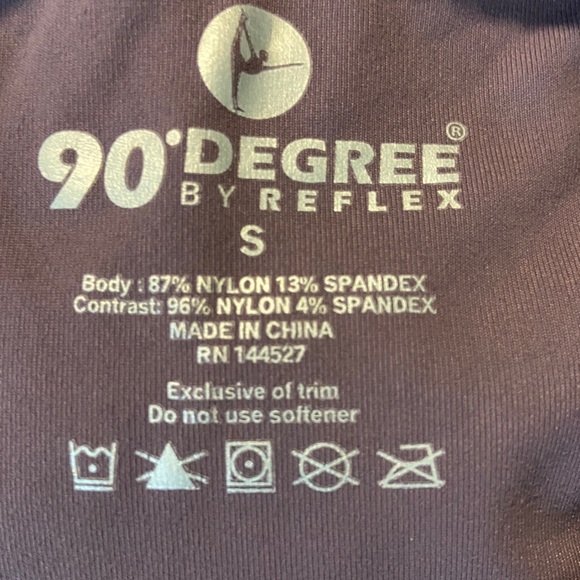 90°DEGREE®
BY REFLEX
S
Body : 87% NYLON 13% SPANDEX
Contrast: 96% NYLON 4% SPANDEX
MADE IN CHINA
RN 144527
Exclusive of trim
Do not use softener